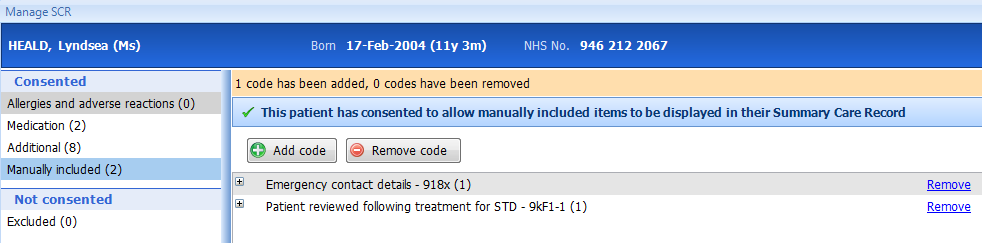 Manage SCR
HEALD, Lyndsea (Ms) Born 17-Feb-2004 (11y 3m) NHS No. 946 212 2067
Consented
Allergies and adverse reactions (0)
Medication (2)
Additional (8)
Manually included (2)
Not consented
Excluded (0)
1 code has been added, 0 codes have been removed
This patient has consented to allow manually included items to be displayed in their Summary Care Record
Add code Remove code
Emergency contact details - 918x (1) Remove
Patient reviewed following treatment for STD - 9kF1-1 (1) Remove